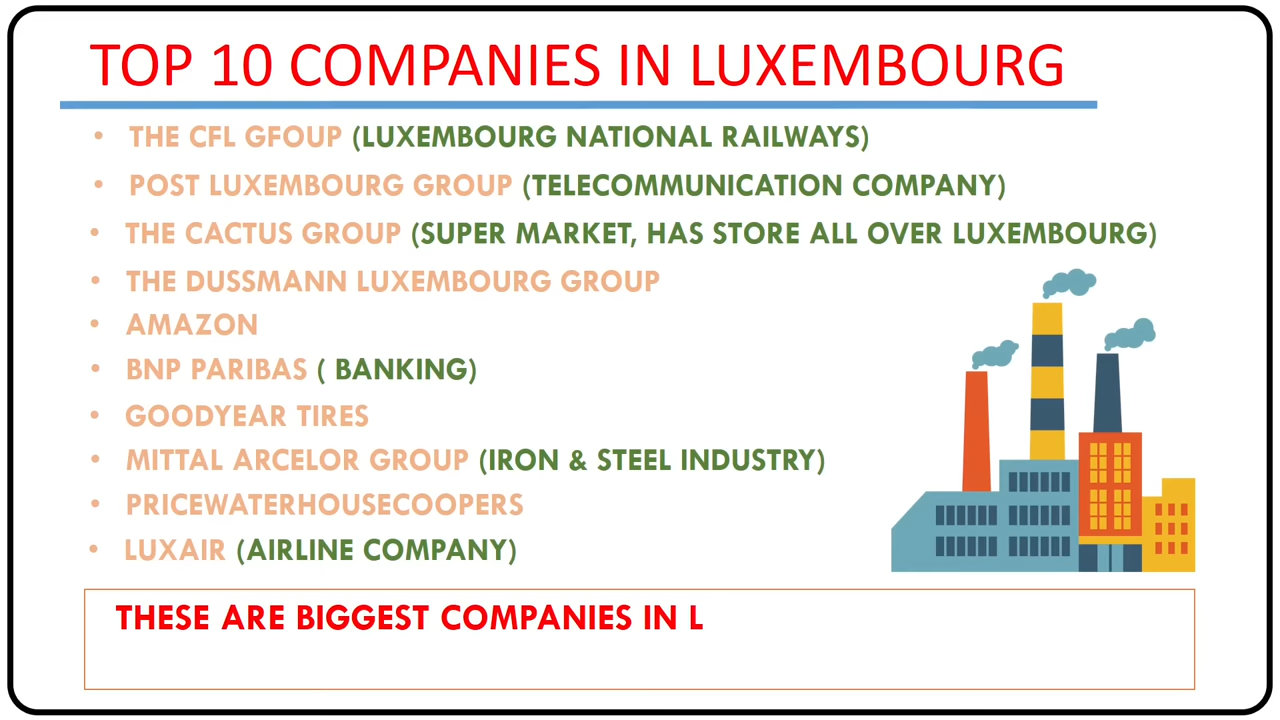 TOP 10 COMPANIES IN LUXEMBOURG
• THE CFL GFOUP (LUXEMBOURG NATIONAL RAILWAYS)
• POST LUXEMBOURG GROUP (TELECOMMUNICATION COMPANY)
• THE CACTUS GROUP (SUPER MARKET, HAS STORE ALL OVER LUXEMBOURG)
• THE DUSSMANN LUXEMBOURG GROUP
• AMAZON
• BNP PARIBAS ( BANKING)
• GOODYEAR TIRES
• MITTAL ARCELOR GROUP (IRON & STEEL INDUSTRY)
• PRICEWATERHOUSECOOPERS
• LUXAIR (AIRLINE COMPANY)
THESE ARE BIGGEST COMPANIES IN L